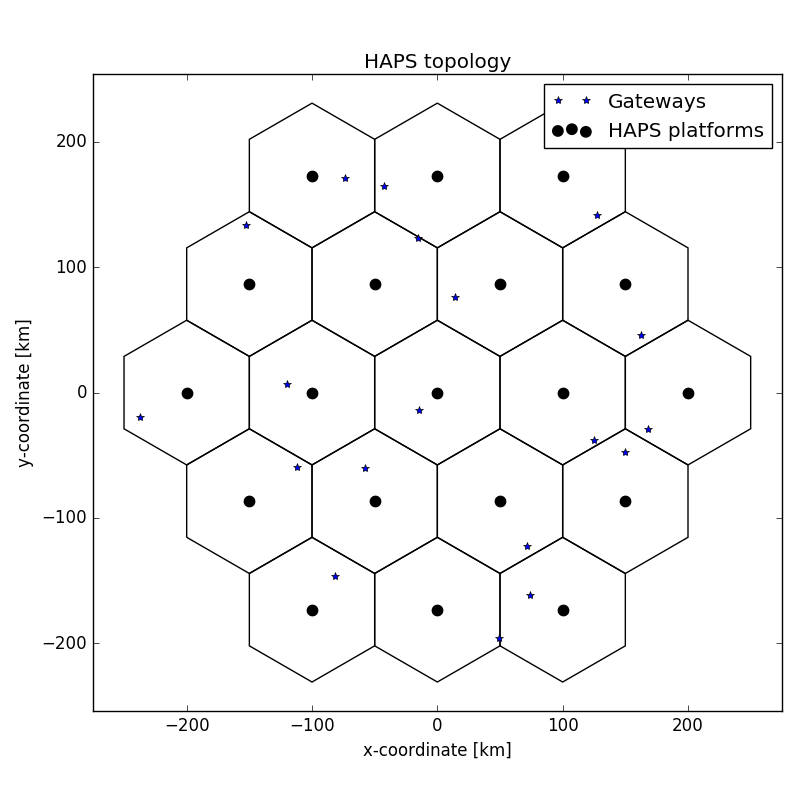 HAPS topology
Gateways
HAPS platforms
200
100
0
−100
−200
y-coordinate [km]
−200 −100 0 100 200
x-coordinate [km]